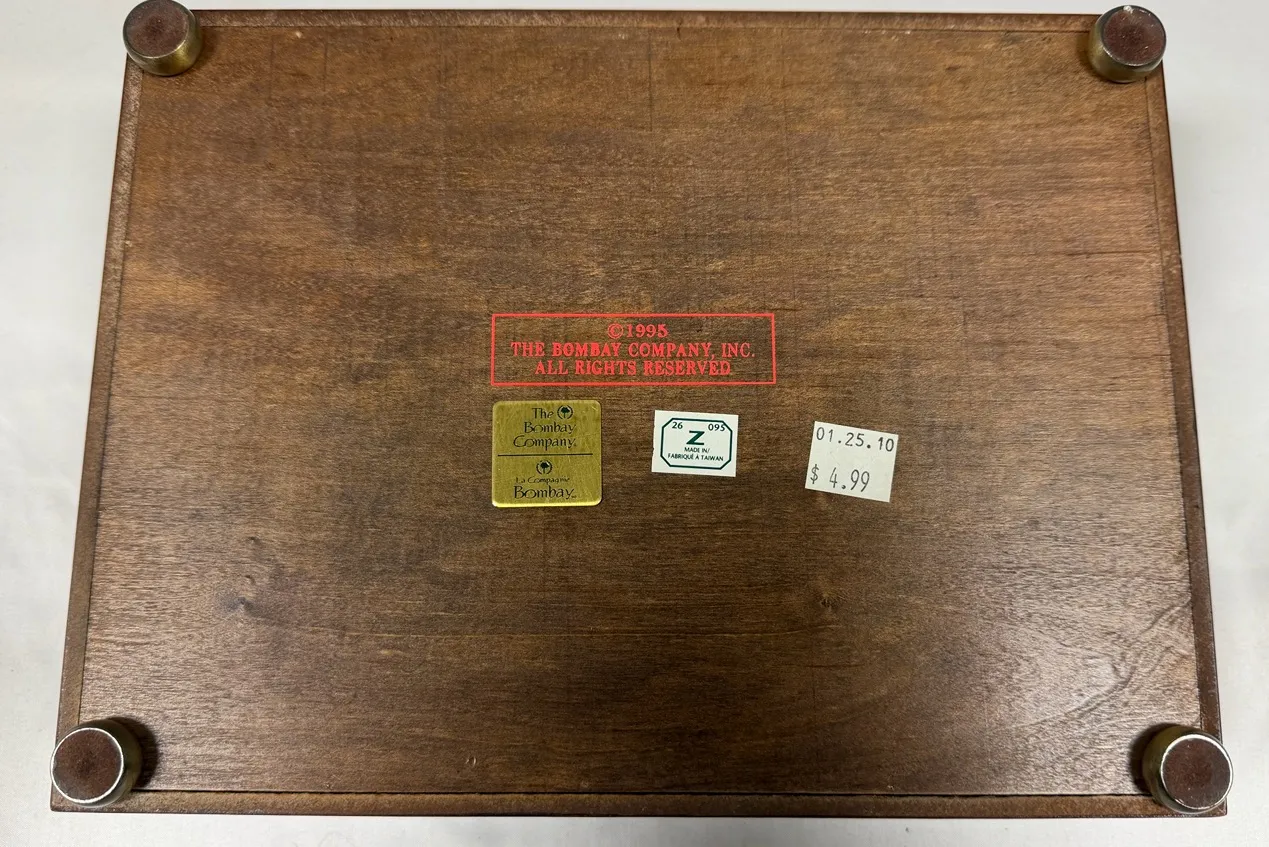 ©1995
THE BOMBAY COMPANY, INC.
ALL RIGHTS RESERVED
The
Bombay
Company
La Compagnie
Bombay
26 095
Z
MADE IN/
FABRIQUÉ À TAIWAN
01.25.10
$ 4.99